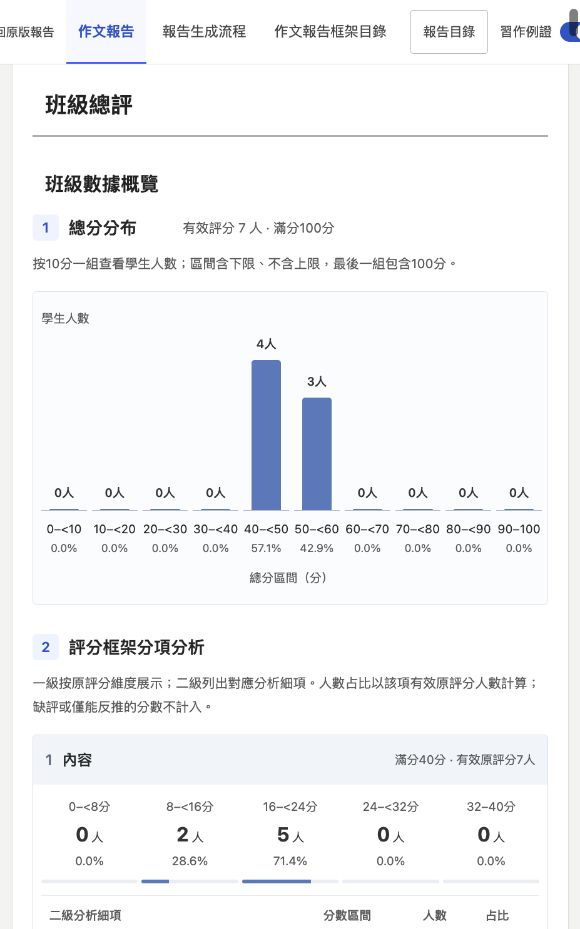 回原版報告 作文報告 報告生成流程 作文報告框架目錄 報告目錄 習作例證
班級總評
班級數據概覽
1 總分分布 有效評分 7 人 · 滿分100分
按10分一組查看學生人數；區間含下限、不含上限，最後一組包含100分。
學生人數
4人
3人
0人 0人 0人 0人 0人 0人 0人 0人
0–<10 10–<20 20–<30 30–<40 40–<50 50–<60 60–<70 70–<80 80–<90 90–100
0.0% 0.0% 0.0% 0.0% 57.1% 42.9% 0.0% 0.0% 0.0% 0.0%
總分區間（分）
2 評分框架分項分析
一級按原評分維度展示；二級列出對應分析細項。人數占比以該項有效原評分人數計算；
缺評或僅能反推的分數不計入。
1 內容 滿分40分 · 有效原評分7人
0–<8分 8–<16分 16–<24分 24–<32分 32–40分
0人 2人 5人 0人 0人
0.0% 28.6% 71.4% 0.0% 0.0%
二級分析細項 分數區間 人數 占比